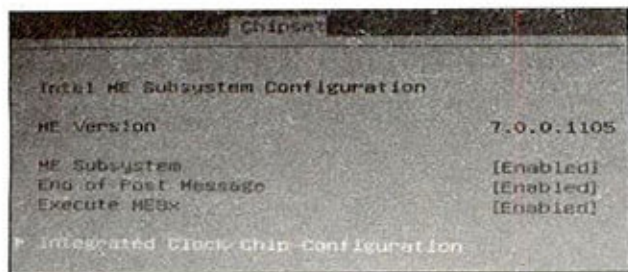 Chipset
Intel ME Subsystem Configuration
ME Version 7.0.0.1105
ME Subsystem [Enabled]
End of Post Message [Enabled]
Execute MEBx [Enabled]
Integrated Clock Chip Configuration